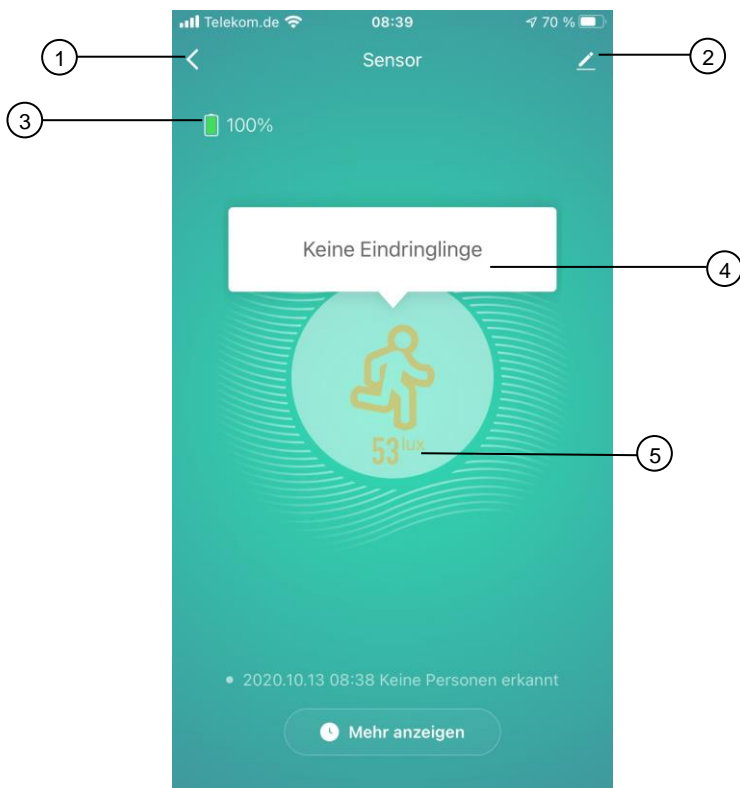 Telekom.de 08:39 70 %
1 Sensor 2
3 100%
Keine Eindringlinge
4
53 lux
5
2020.10.13 08:38 Keine Personen erkannt
Mehr anzeigen